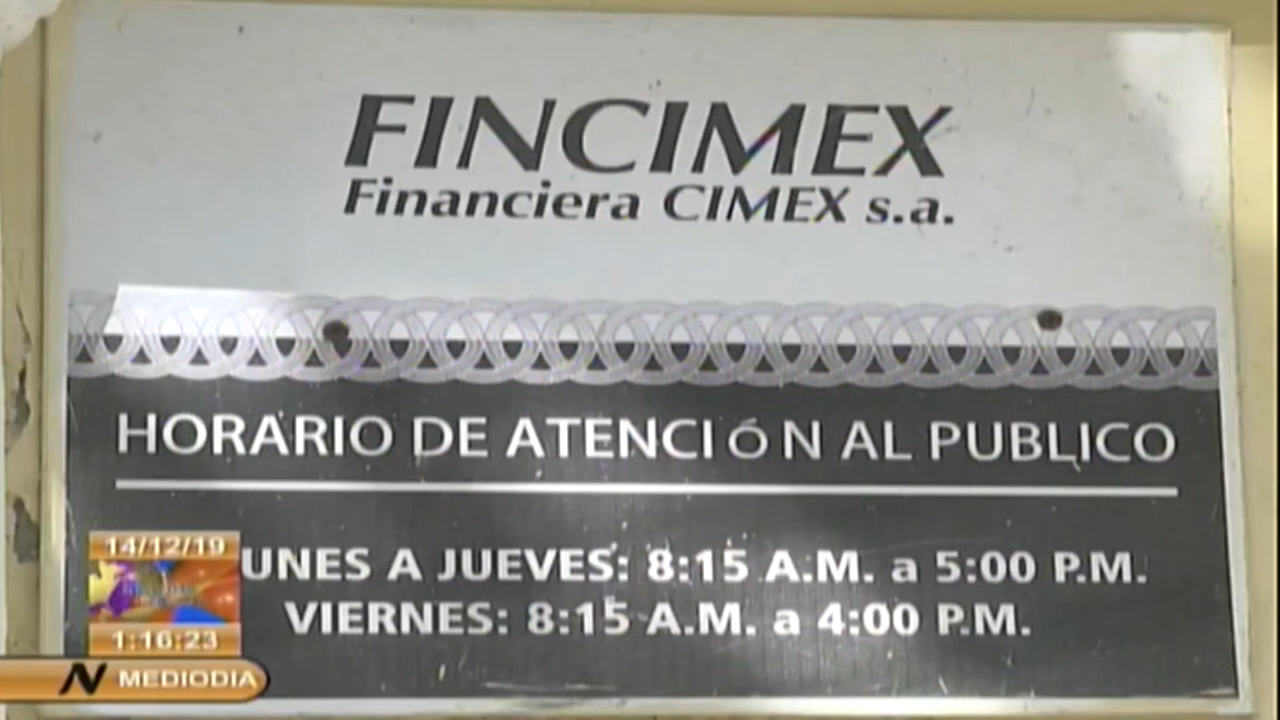 FINCIMEX
Financiera CIMEX s.a.
HORARIO DE ATENCIóN AL PUBLICO
UNES A JUEVES: 8:15 A.M. a 5:00 P.M.
VIERNES: 8:15 A.M. a 4:00 P.M.
14/12/19
1:16:23
N MEDIODIA